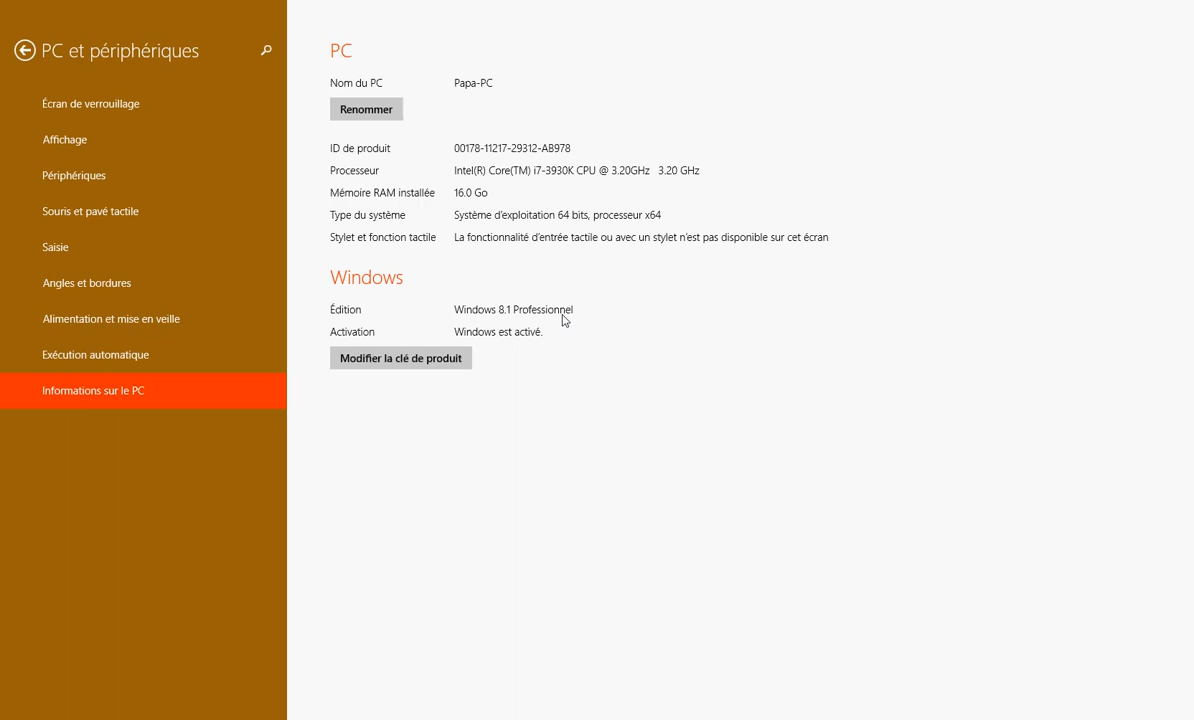 PC et périphériques
Écran de verrouillage
Affichage
Périphériques
Souris et pavé tactile
Saisie
Angles et bordures
Alimentation et mise en veille
Exécution automatique
Informations sur le PC
PC
Nom du PC Papa-PC
Renommer
ID de produit 00178-11217-29312-AB978
Processeur Intel(R) Core(TM) i7-3930K CPU @ 3.20GHz 3.20 GHz
Mémoire RAM installée 16.0 Go
Type du système Système d'exploitation 64 bits, processeur x64
Stylet et fonction tactile La fonctionnalité d'entrée tactile ou avec un stylet n'est pas disponible sur cet écran
Windows
Édition Windows 8.1 Professionnel
Activation Windows est activé.
Modifier la clé de produit